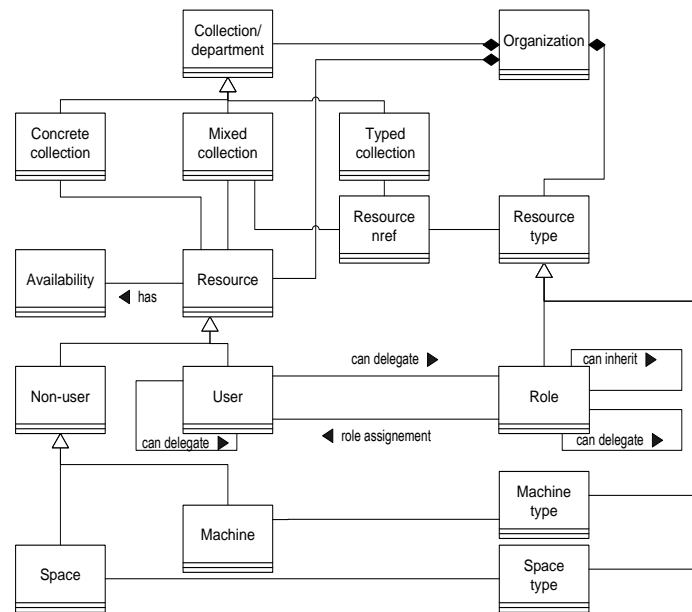 Collection/
department
Organization
Concrete
collection
Mixed
collection
Typed
collection
Resource
nref
Resource
type
Availability
Resource
has
can delegate
can inherit
Non-user
User
Role
can delegate
role assignement
can delegate
Machine
type
Machine
Space
Space
type